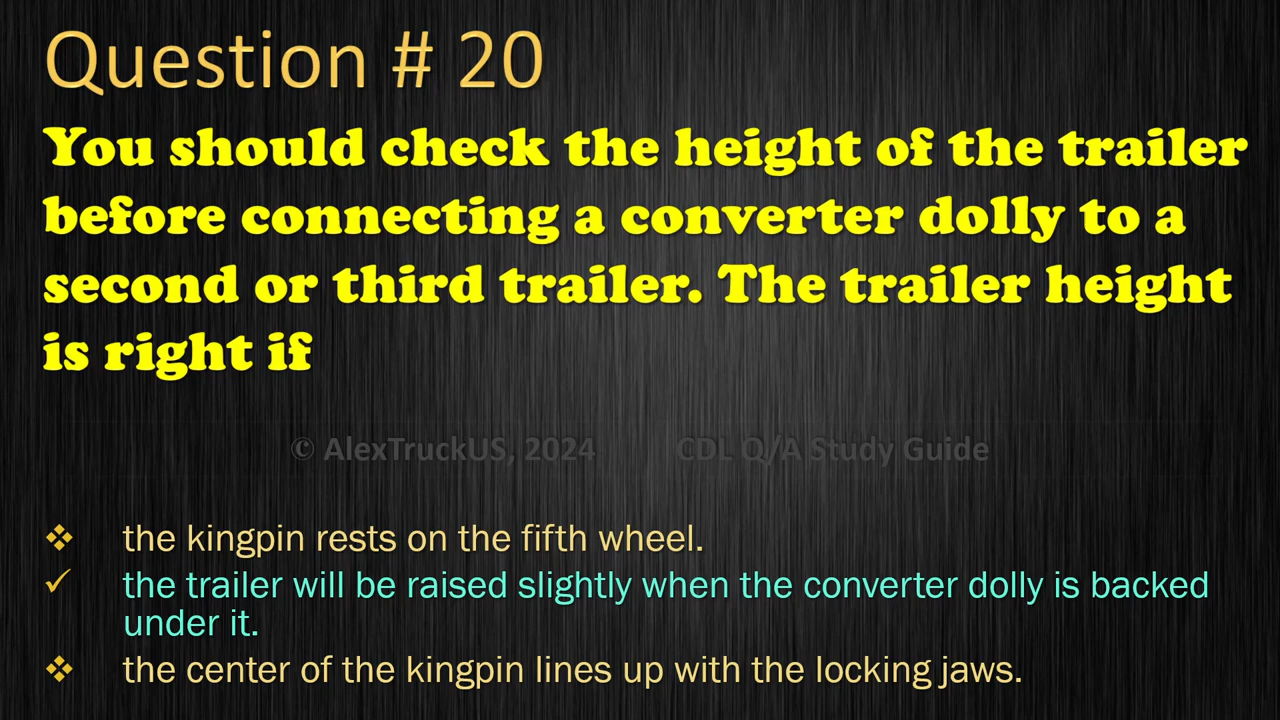 Question # 20
You should check the height of the trailer
before connecting a converter dolly to a
second or third trailer. The trailer height
is right if
© AlexTruckUS, 2024 CDL Q/A Study Guide
❖ the kingpin rests on the fifth wheel.
✓ the trailer will be raised slightly when the converter dolly is backed
under it.
❖ the center of the kingpin lines up with the locking jaws.